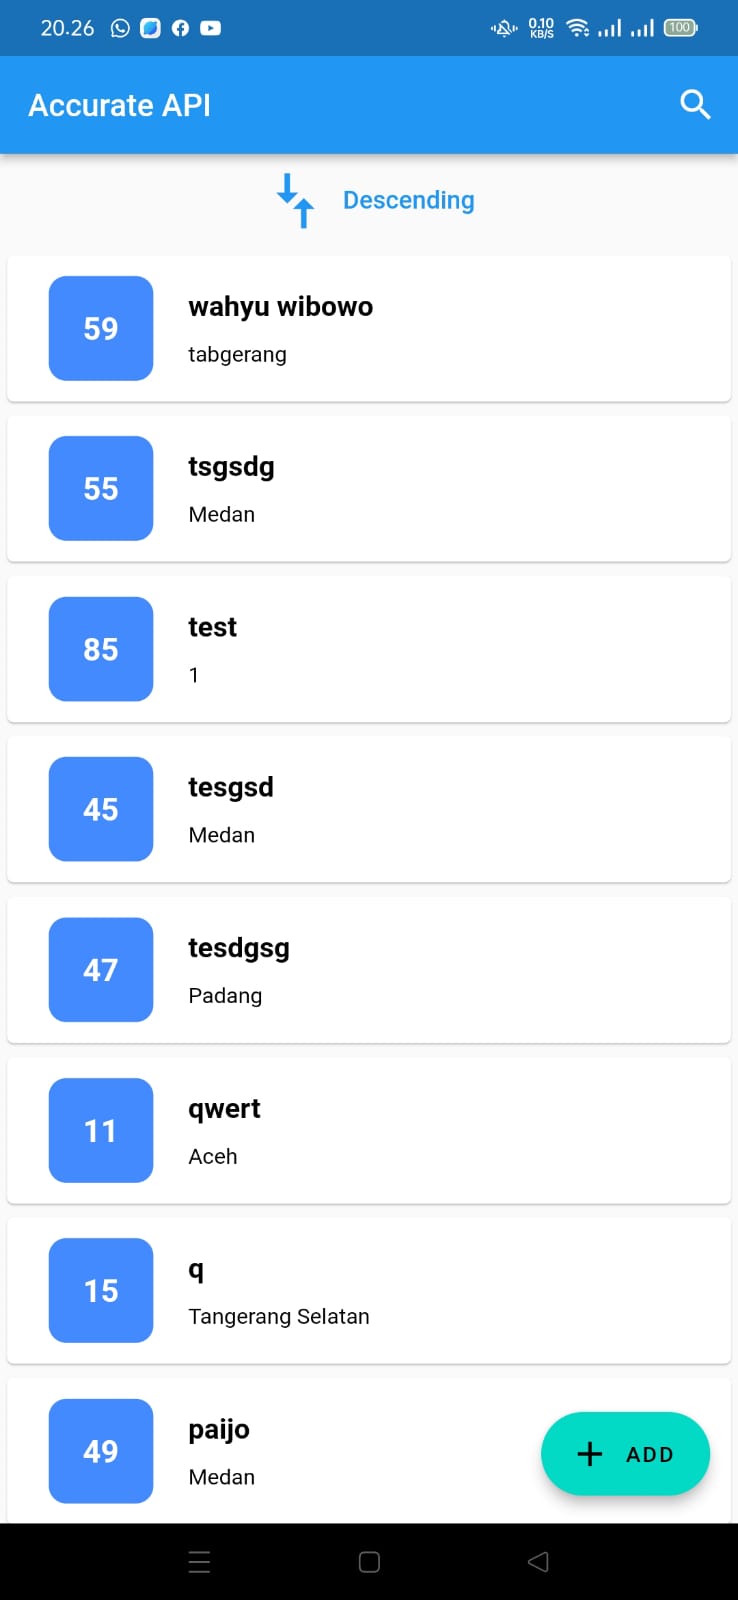 20.26
0.10
KB/S
100
Accurate API
Descending
59
wahyu wibowo
tabgerang
55
tsgsdg
Medan
85
test
1
45
tesgsd
Medan
47
tesdgsg
Padang
11
qwert
Aceh
15
q
Tangerang Selatan
49
paijo
Medan
ADD